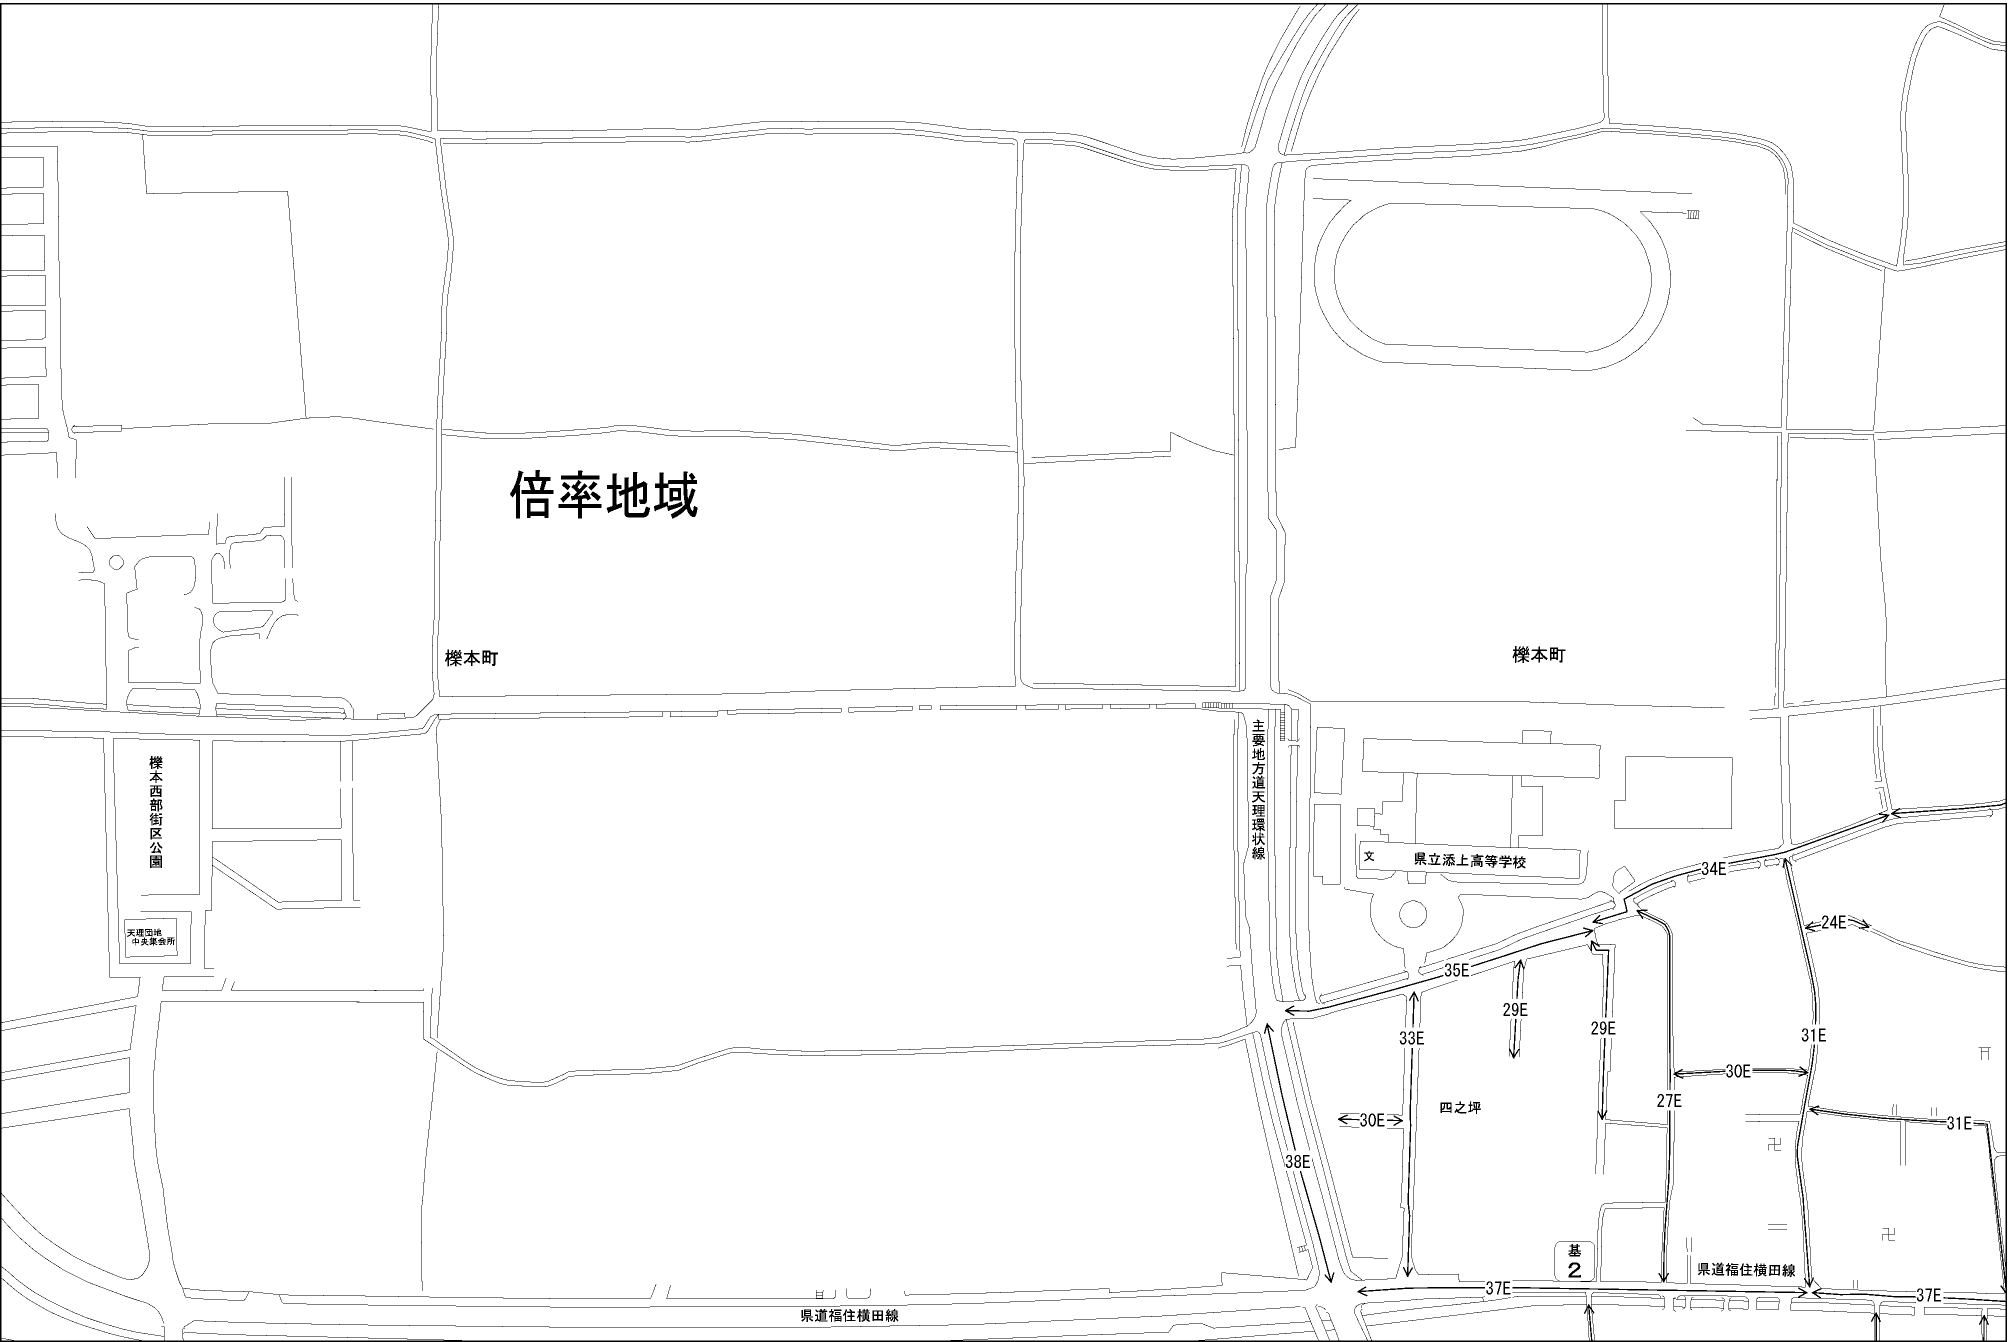 倍率地域
櫟本町
櫟本町
主要地方道天理環状線
櫟本西部街区公園
文
県立添上高等学校
34E
天理団地
中央集会所
24E
35E
29E
29E
33E
31E
30E
27E
四之坪
30E
31E
38E
基
2
県道福住横田線
37E
37E
県道福住横田線